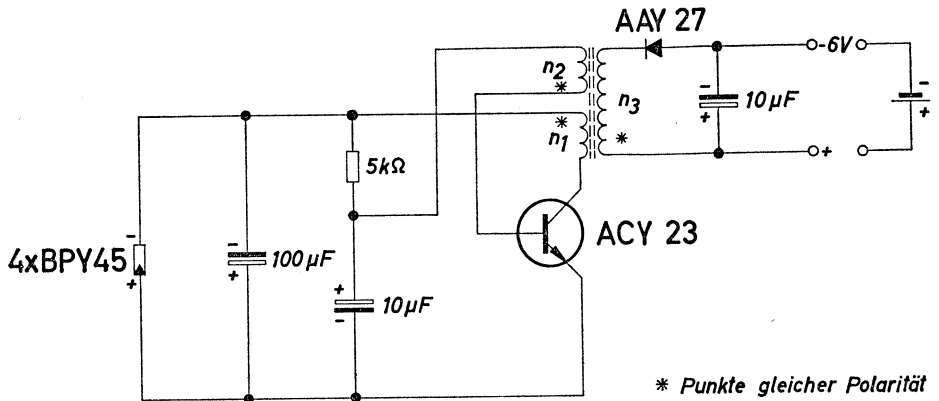 AAY 27
n2
*
n3
*
n1
*
-6V
-
10µF
+
-
+
+
5kΩ
4xBPY45
-
+
-
100µF
+
+
10µF
-
ACY 23
* Punkte gleicher Polarität